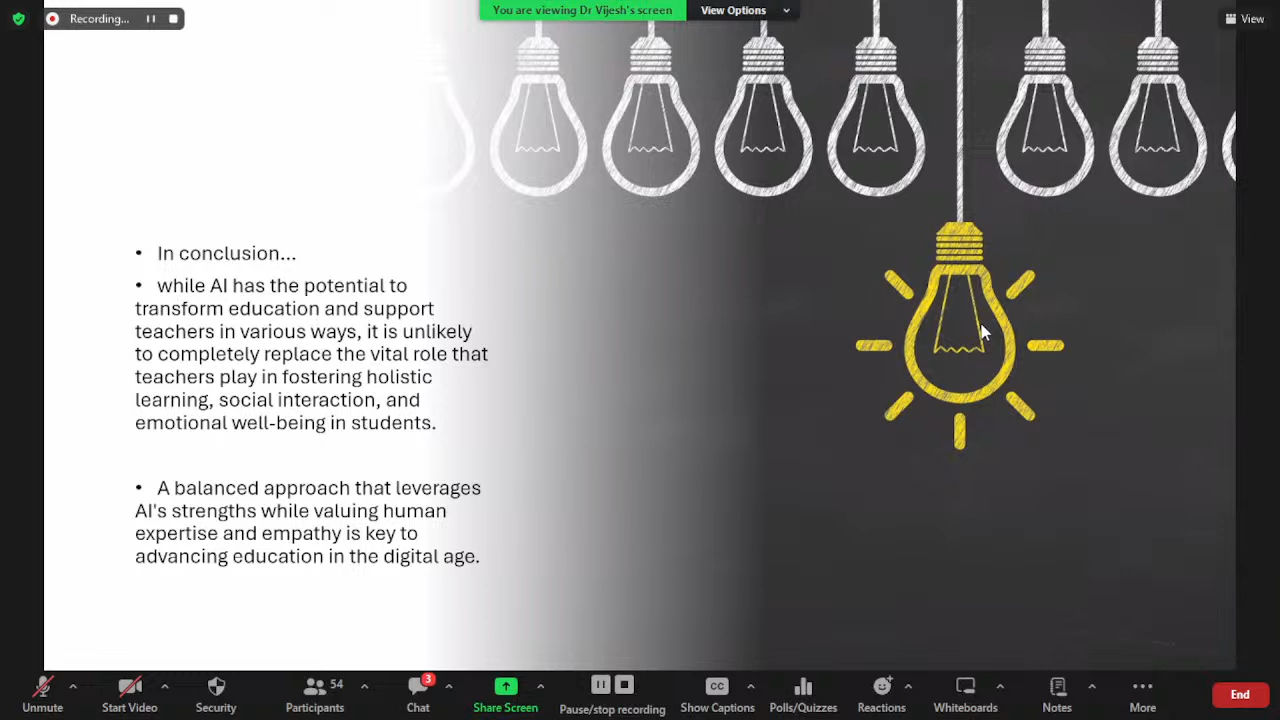 Recording...
You are viewing Dr Vijesh's screen
View Options
View
• In conclusion...
• while AI has the potential to
transform education and support
teachers in various ways, it is unlikely
to completely replace the vital role that
teachers play in fostering holistic
learning, social interaction, and
emotional well-being in students.
• A balanced approach that leverages
AI's strengths while valuing human
expertise and empathy is key to
advancing education in the digital age.
54
3
CC
Unmute
Start Video
Security
Participants
Chat
Share Screen
Pause/stop recording
Show Captions
Polls/Quizzes
Reactions
Whiteboards
Notes
More
End